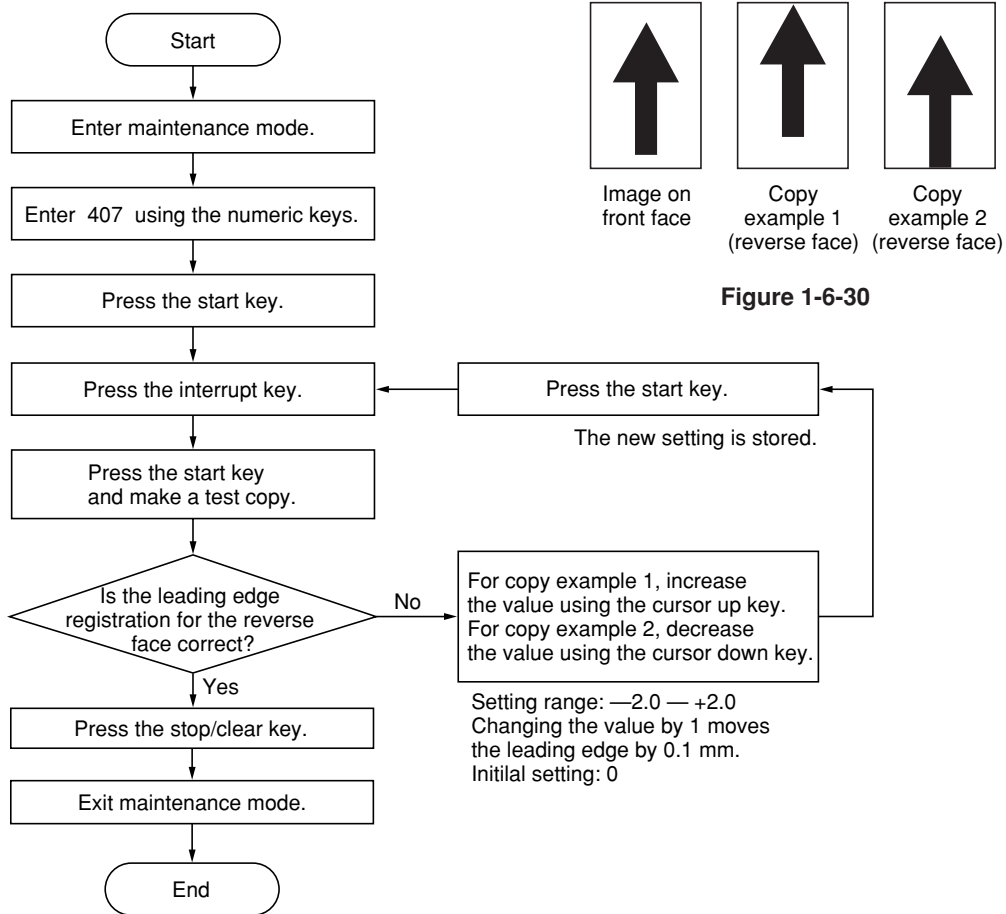 Start
Enter maintenance mode.
Enter 407 using the numeric keys.
Press the start key.
Press the interrupt key.
Press the start key
and make a test copy.
Is the leading edge
registration for the reverse
face correct?
No
Yes
Press the stop/clear key.
Exit maintenance mode.
End
For copy example 1, increase
the value using the cursor up key.
For copy example 2, decrease
the value using the cursor down key.
Setting range: —2.0 — +2.0
Changing the value by 1 moves
the leading edge by 0.1 mm.
Initilal setting: 0
Press the start key.
The new setting is stored.
Image on
front face
Copy
example 1
(reverse face)
Copy
example 2
(reverse face)
Figure 1-6-30